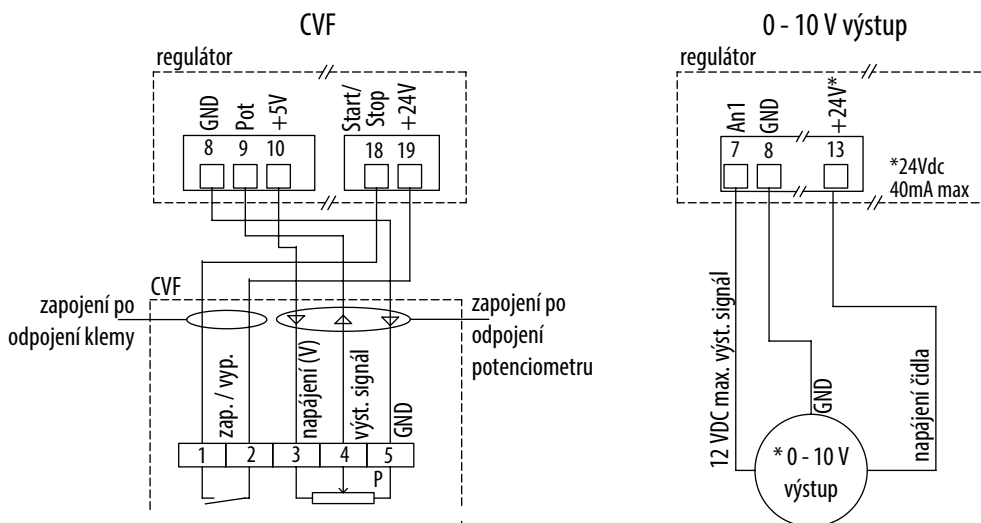 CVF
regulátor
GND
Pot
+5V
Start/
Stop
+24V
8
9
10
18
19
CVF
zapojení po
odpojení klemy
zapojení po
odpojení
potenciometru
zap. / vyp.
napájení (V)
výst. signál
GND
1
2
3
4
5
P
0 - 10 V výstup
regulátor
An1
GND
+24V*
7
8
13
*24Vdc
40mA max
12 VDC max. výst. signál
GND
napájení čidla
* 0 - 10 V
výstup